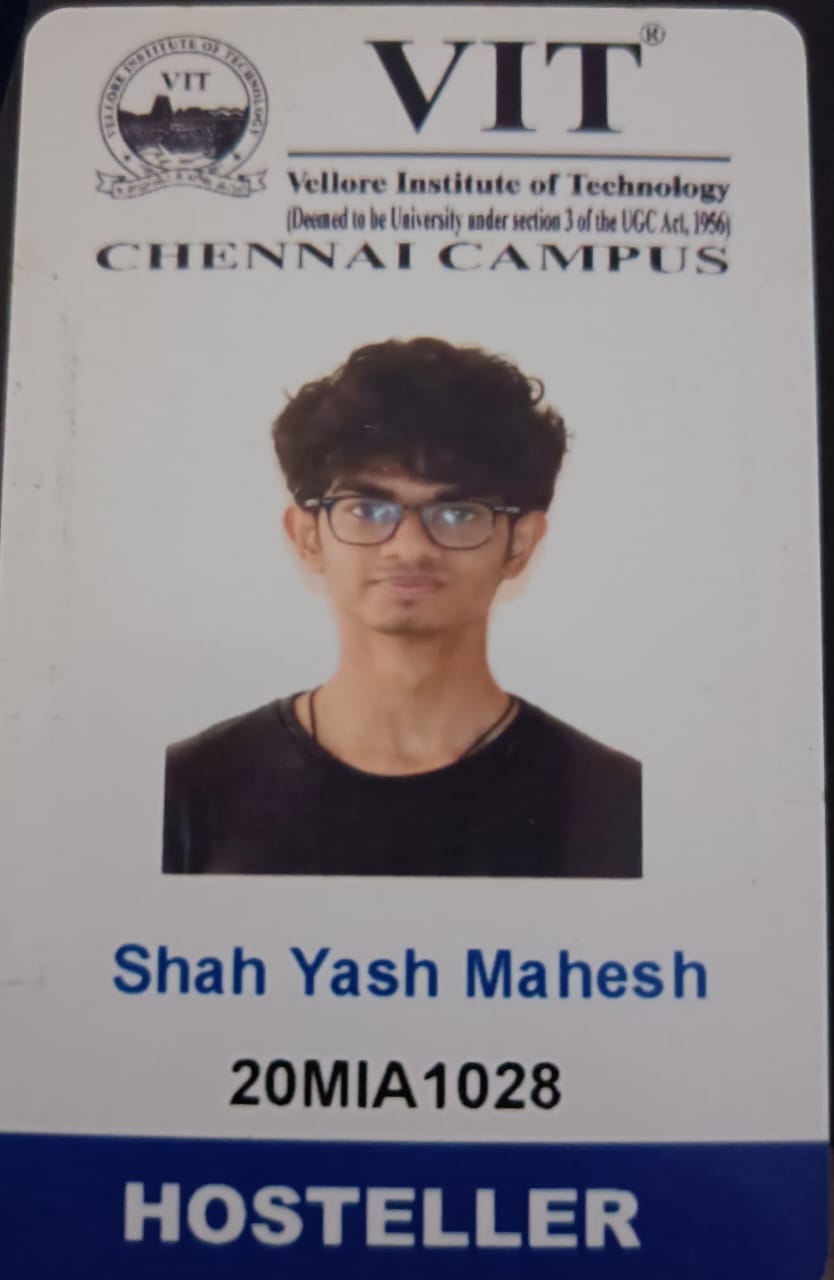 VELLORE INSTITUTE OF TECHNOLOGY
VIT
VIT®
Vellore Institute of Technology
(Deemed to be University under section 3 of the UGC Act, 1956)
CHENNAI CAMPUS
Shah Yash Mahesh
20MIA1028
HOSTELLER